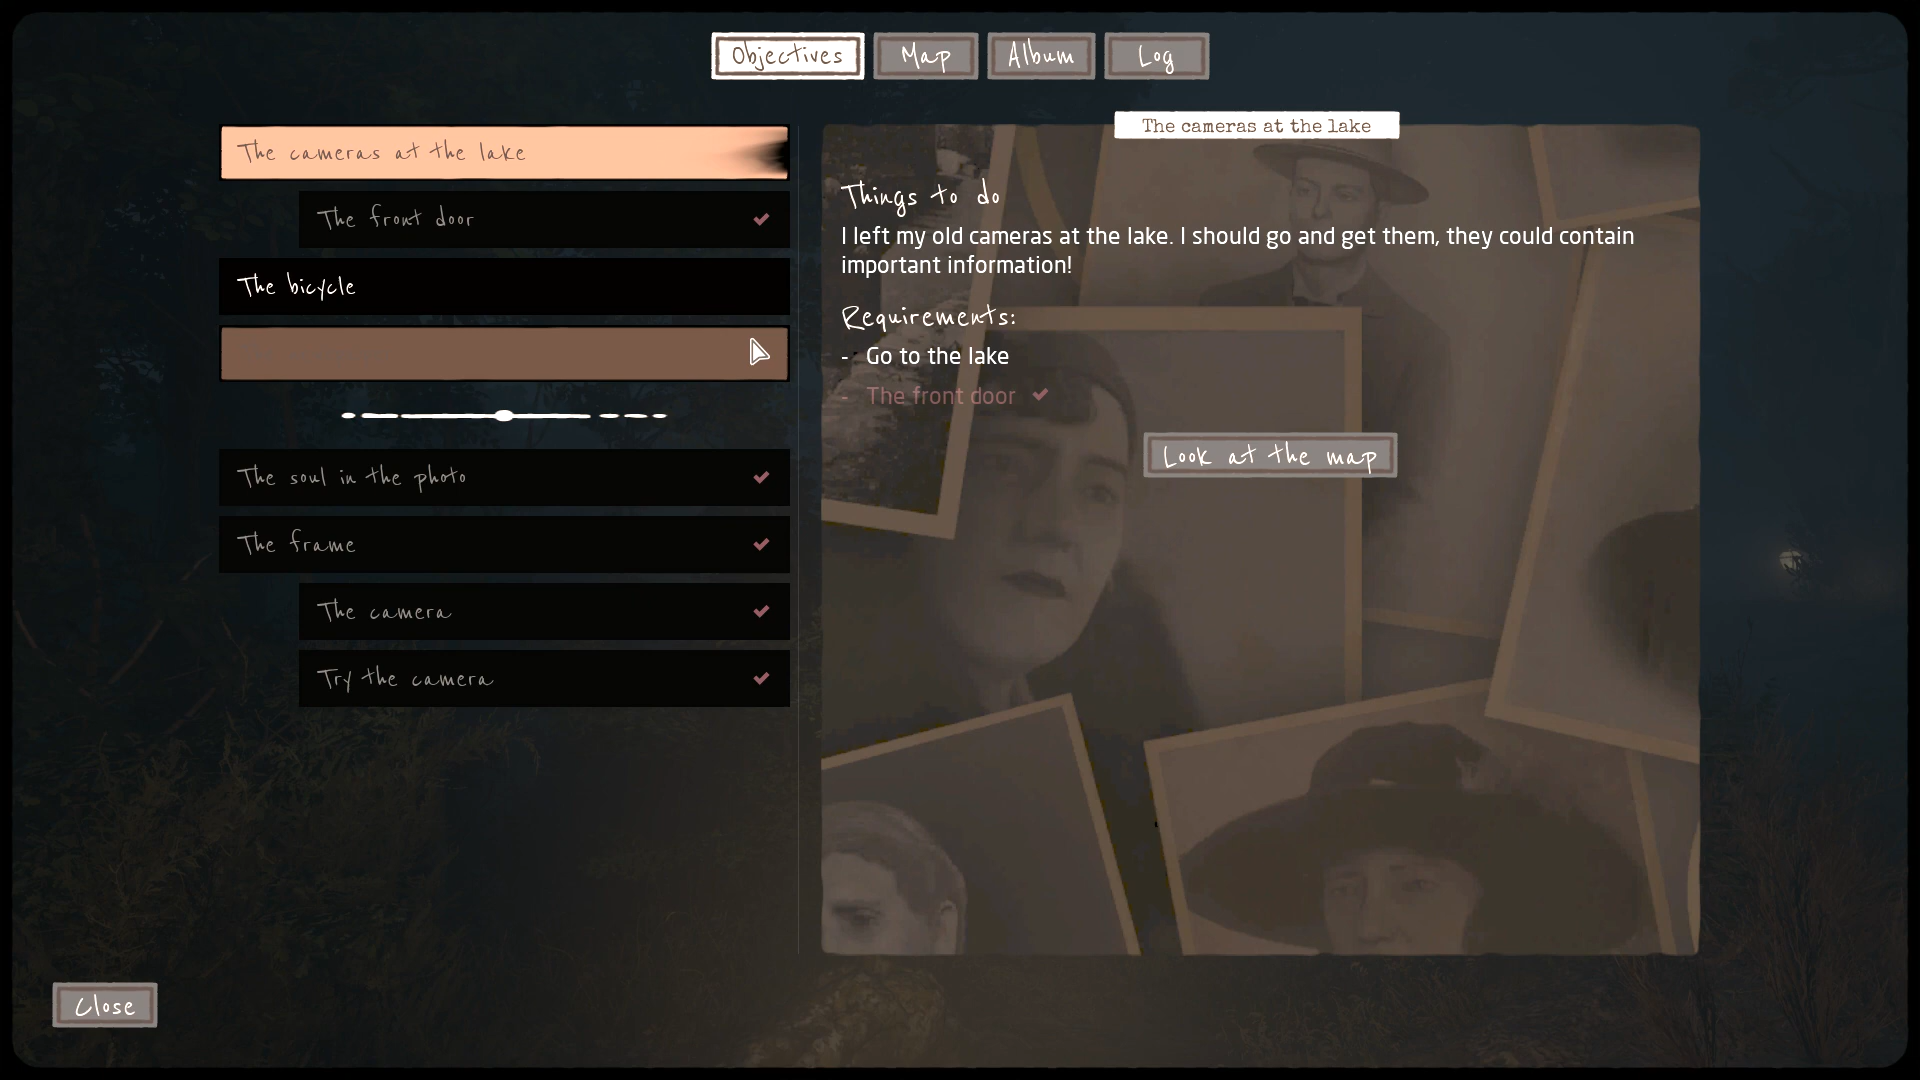 Objectives
Map
Album
Log
The cameras at the lake
The front door
The bicycle
The soul in the photo
The frame
The camera
Try the camera
The cameras at the lake
Things to do
I left my old cameras at the lake. I should go and get them, they could contain
important information!
Requirements:
- Go to the lake
- The front door
Look at the map
Close